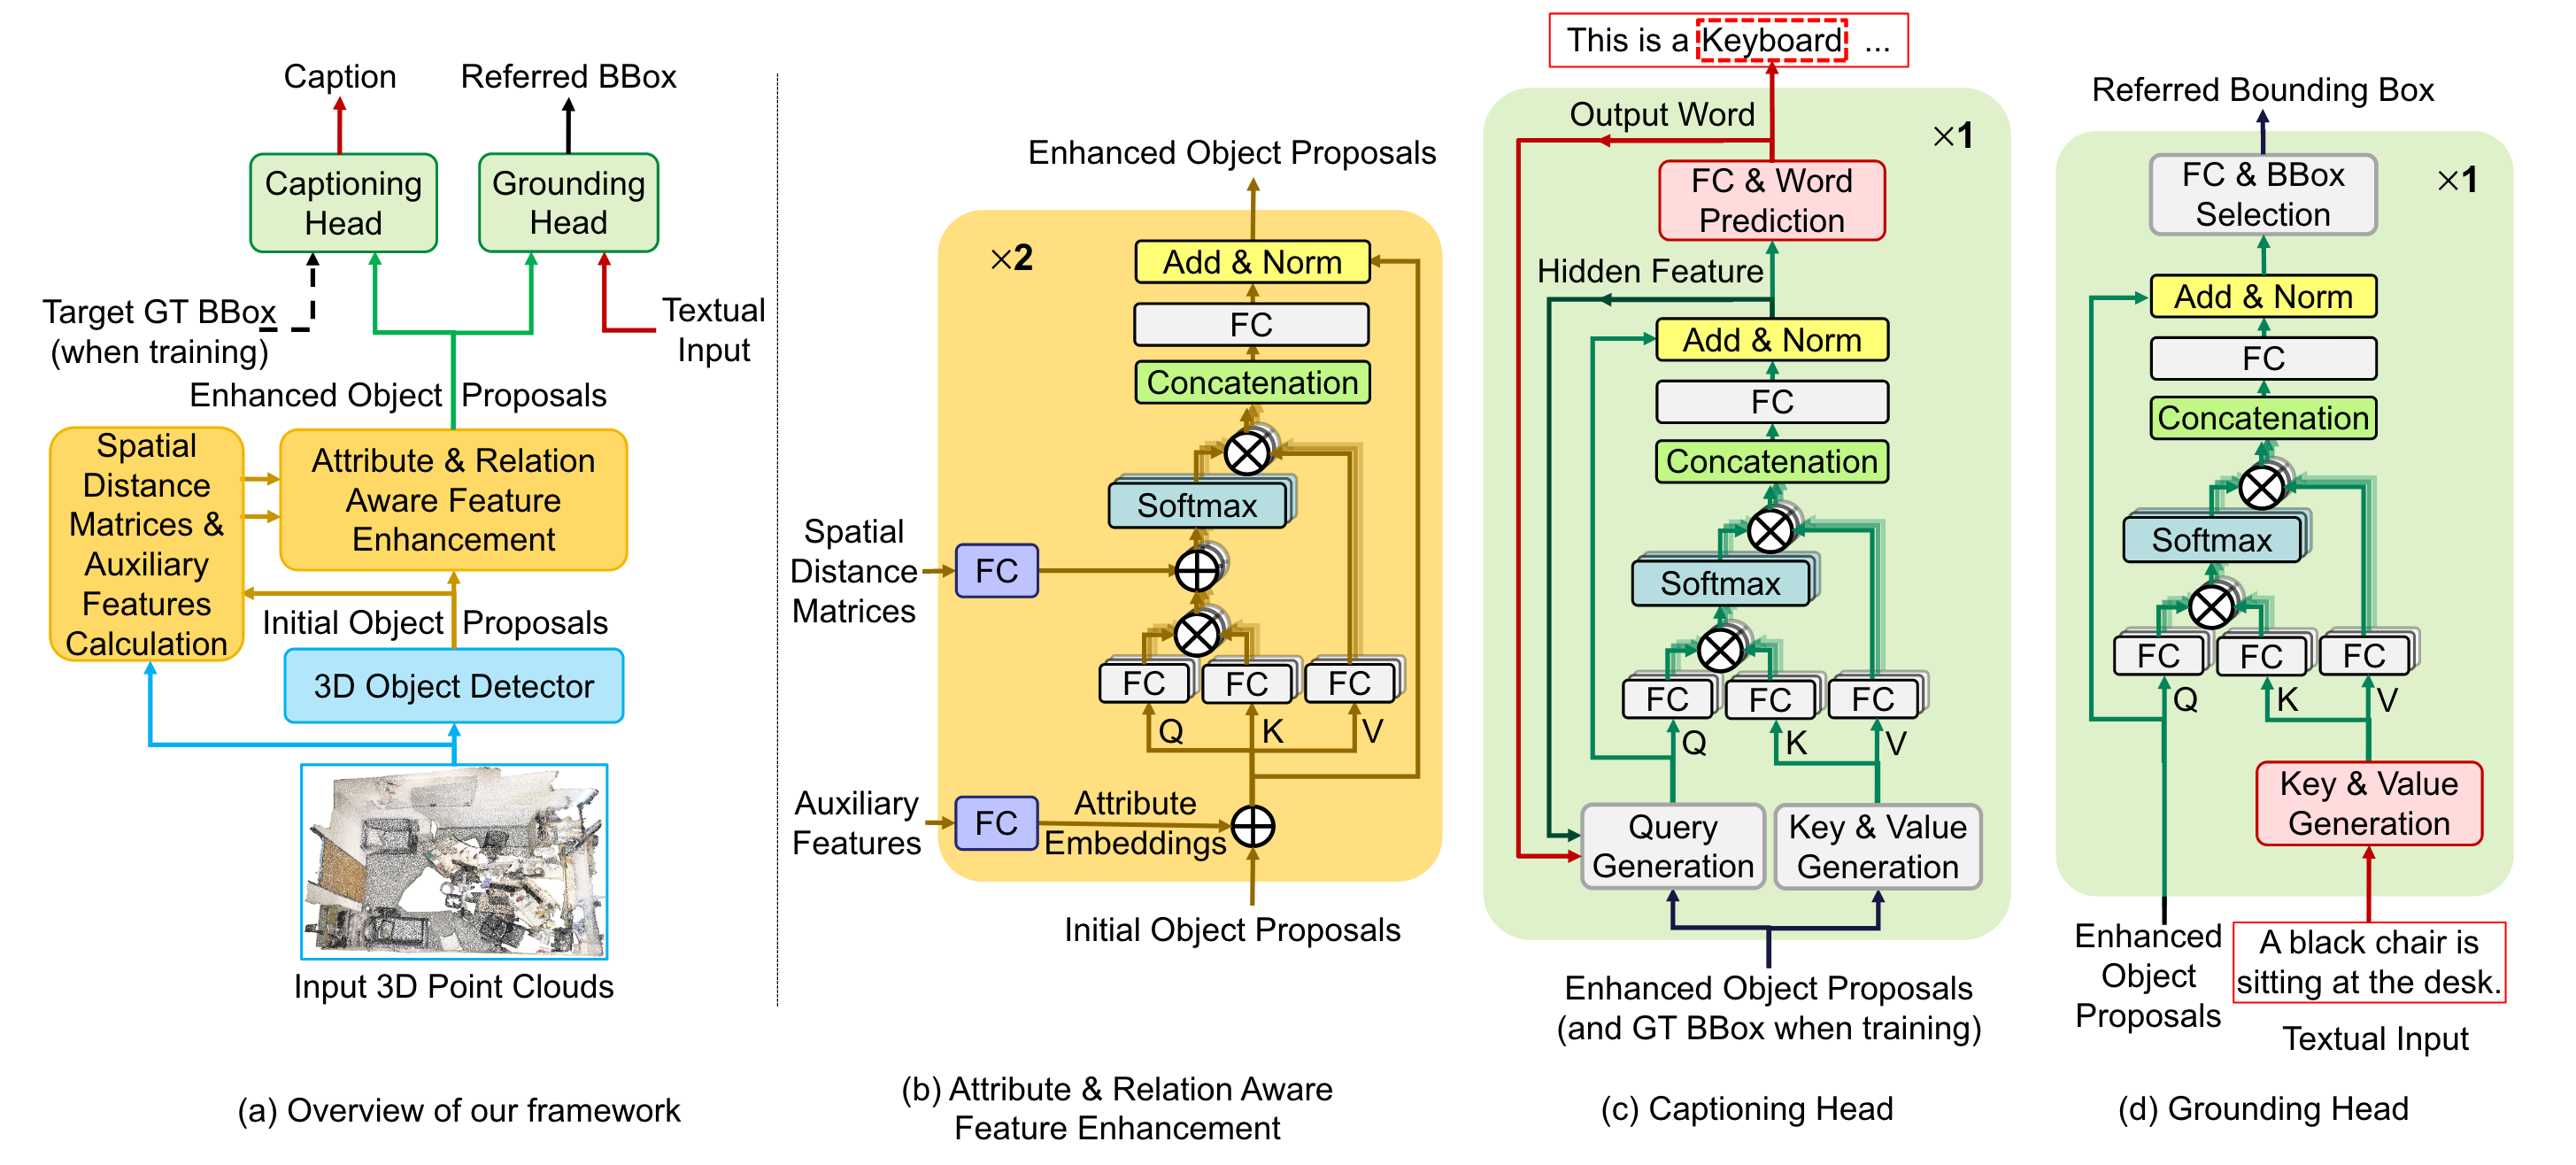 Caption
Referred BBox
Captioning
Head
Grounding
Head
Target GT BBox
(when training)
Textual
Input
Enhanced Object Proposals
Spatial
Distance
Matrices &
Auxiliary
Features
Calculation
Attribute & Relation
Aware Feature
Enhancement
Initial Object Proposals
3D Object Detector
Input 3D Point Clouds
(a) Overview of our framework
Enhanced Object Proposals
×2
Add & Norm
FC
Concatenation
Softmax
Spatial
Distance
Matrices
FC
FC
FC
FC
Q
K
V
Auxiliary
Features
FC
Attribute
Embeddings
Initial Object Proposals
(b) Attribute & Relation Aware
Feature Enhancement
This is a Keyboard ...
Output Word
×1
FC & Word
Prediction
Hidden Feature
Add & Norm
FC
Concatenation
Softmax
FC
FC
FC
Q
K
V
Query
Generation
Key & Value
Generation
Enhanced Object Proposals
(and GT BBox when training)
(c) Captioning Head
Referred Bounding Box
FC & BBox
Selection
×1
Add & Norm
FC
Concatenation
Softmax
FC
FC
FC
Q
K
V
Key & Value
Generation
Enhanced
Object
Proposals
A black chair is
sitting at the desk.
Textual Input
(d) Grounding Head